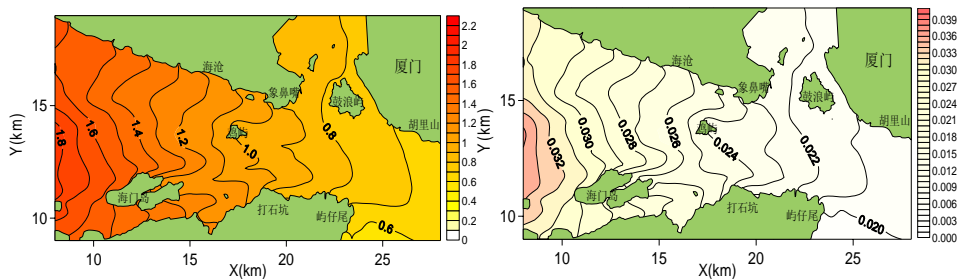 厦门
海沧
象鼻嘴
鼓浪屿
胡里山
海门岛
打石坑
屿仔尾
1.8
1.6
1.4
1.2
1.0
0.8
0.6
15
10
Y(km)
10
15
20
25
X(km)
2.2
2
1.8
1.6
1.4
1.2
1
0.8
0.6
0.4
0.2
0
厦门
海沧
象鼻嘴
鼓浪屿
胡里山
海门岛
打石坑
屿仔尾
0.032
0.030
0.028
0.026
0.024
0.022
0.020
15
10
Y(km)
10
15
20
25
X(km)
0.039
0.036
0.033
0.030
0.027
0.024
0.021
0.018
0.015
0.012
0.009
0.006
0.003
0.000